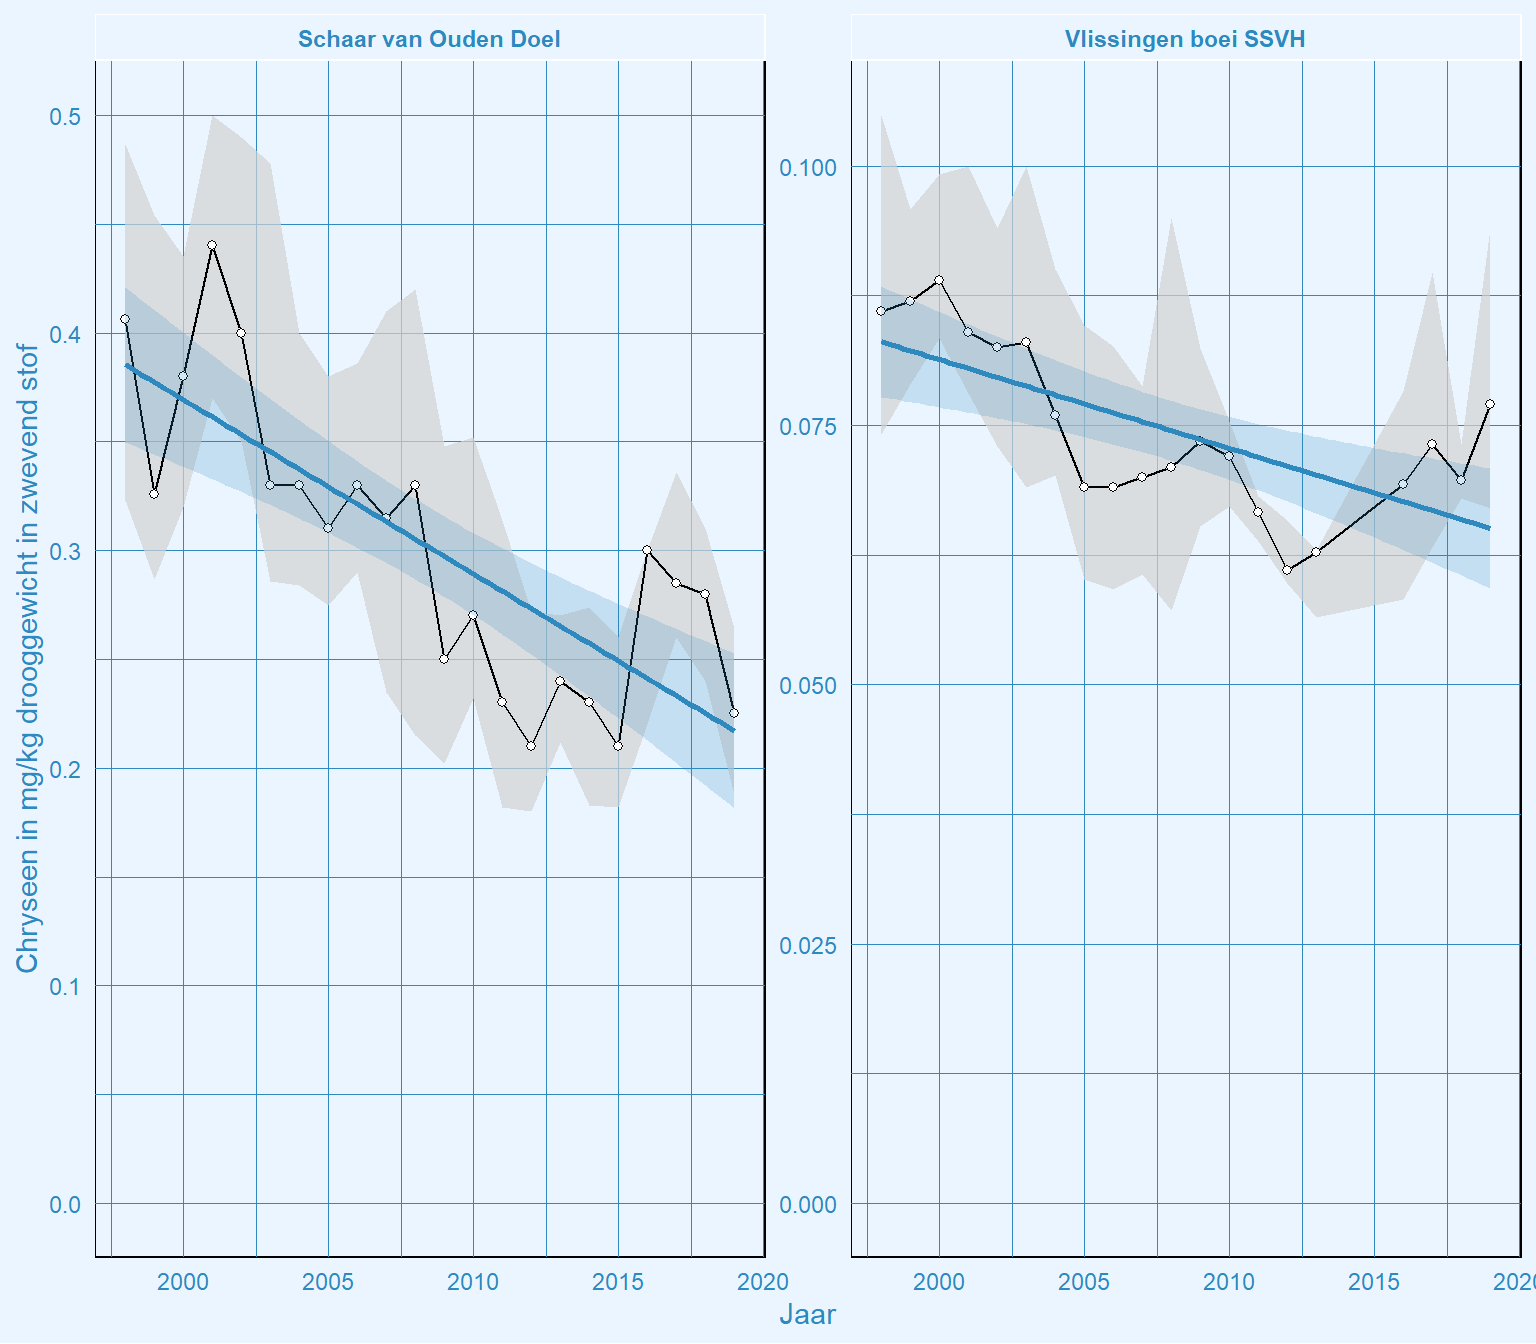 Schaar van Ouden Doel
Vlissingen boei SSVH
Chryseen in mg/kg drooggewicht in zwevend stof
0.5
0.4
0.3
0.2
0.1
0.0
0.100
0.075
0.050
0.025
0.000
2000 2005 2010 2015 2020
2000 2005 2010 2015 2020
Jaar